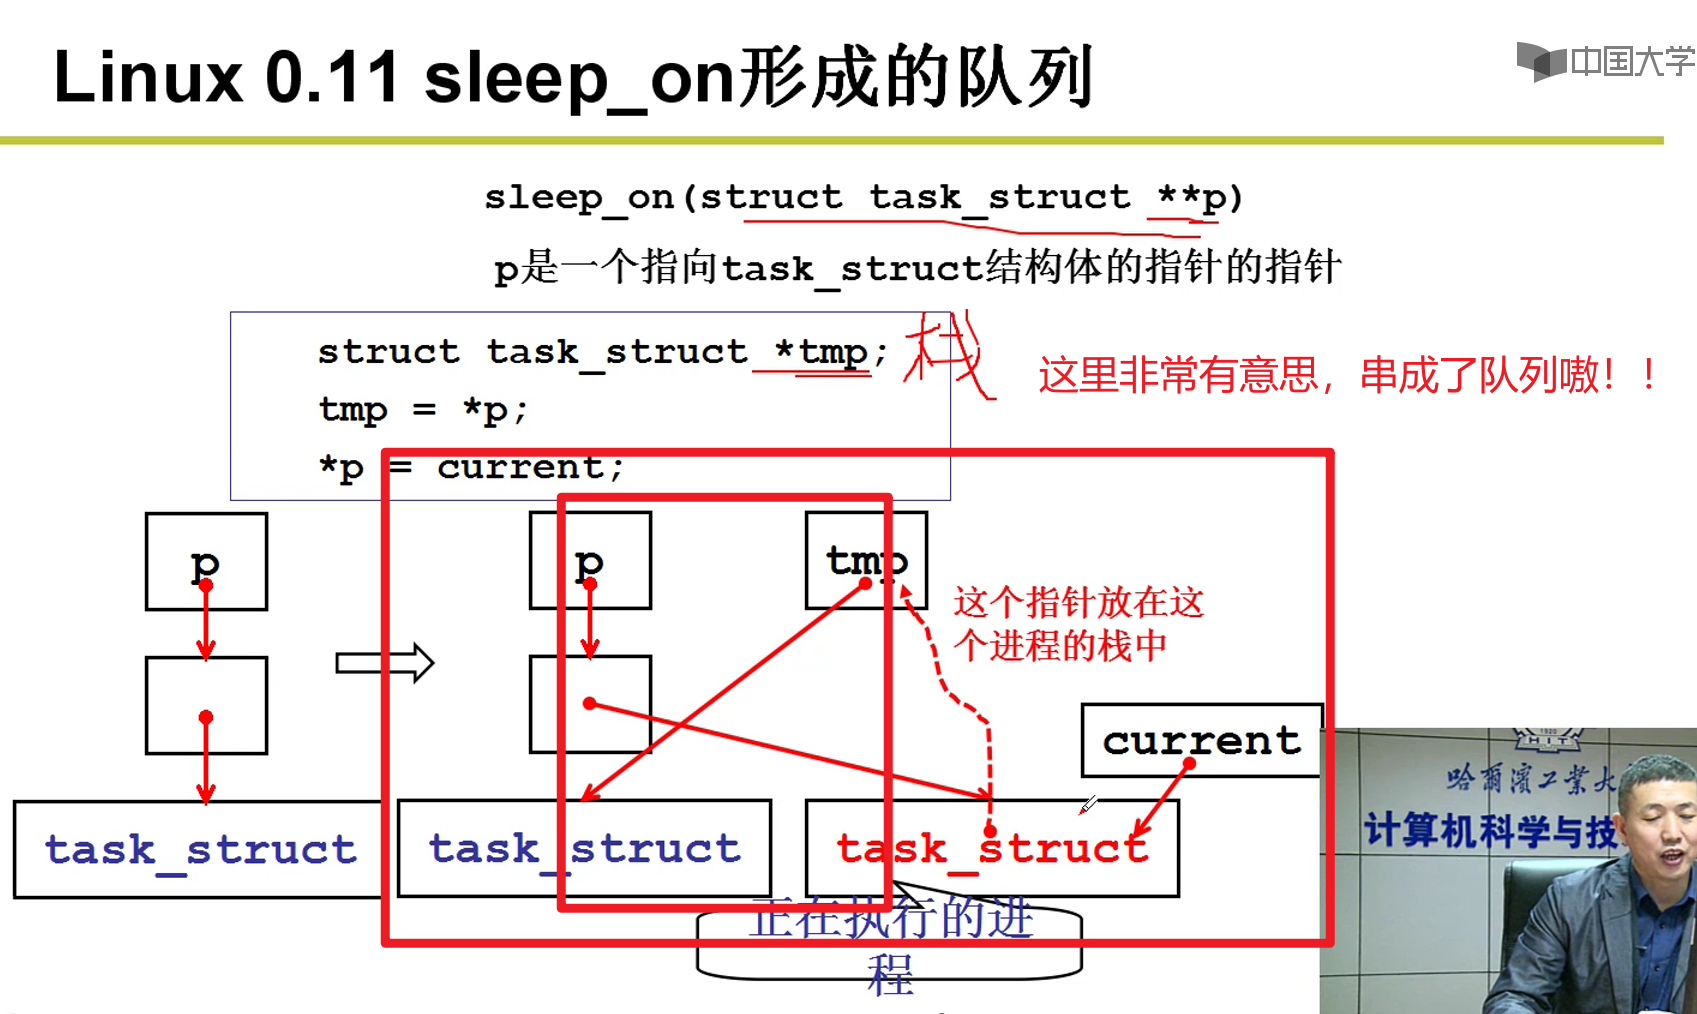 Linux 0.11 sleep_on形成的队列
中国大学
sleep_on(struct task_struct **p)
p是一个指向task_struct结构体的指针的指针
struct task_struct *tmp;
栈
这里非常有意思，串成了队列嗷！！
tmp = *p;
*p = current;
p
p
tmp
这个指针放在这
个进程的栈中
current
task_struct
task_struct
task_struct
正在执行的进
程
1920
HIT
哈爾濱工業大
计算机科学与技